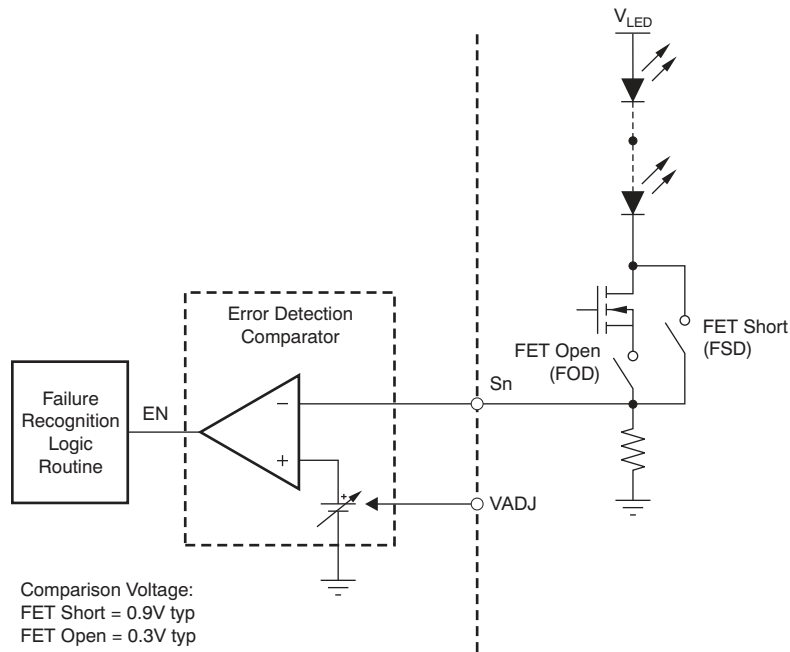 V_LED
Error Detection
Comparator
FET Short
(FSD)
FET Open
(FOD)
Sn
Failure
Recognition
Logic
Routine
EN
−
+
+
VADJ
Comparison Voltage:
FET Short = 0.9V typ
FET Open = 0.3V typ